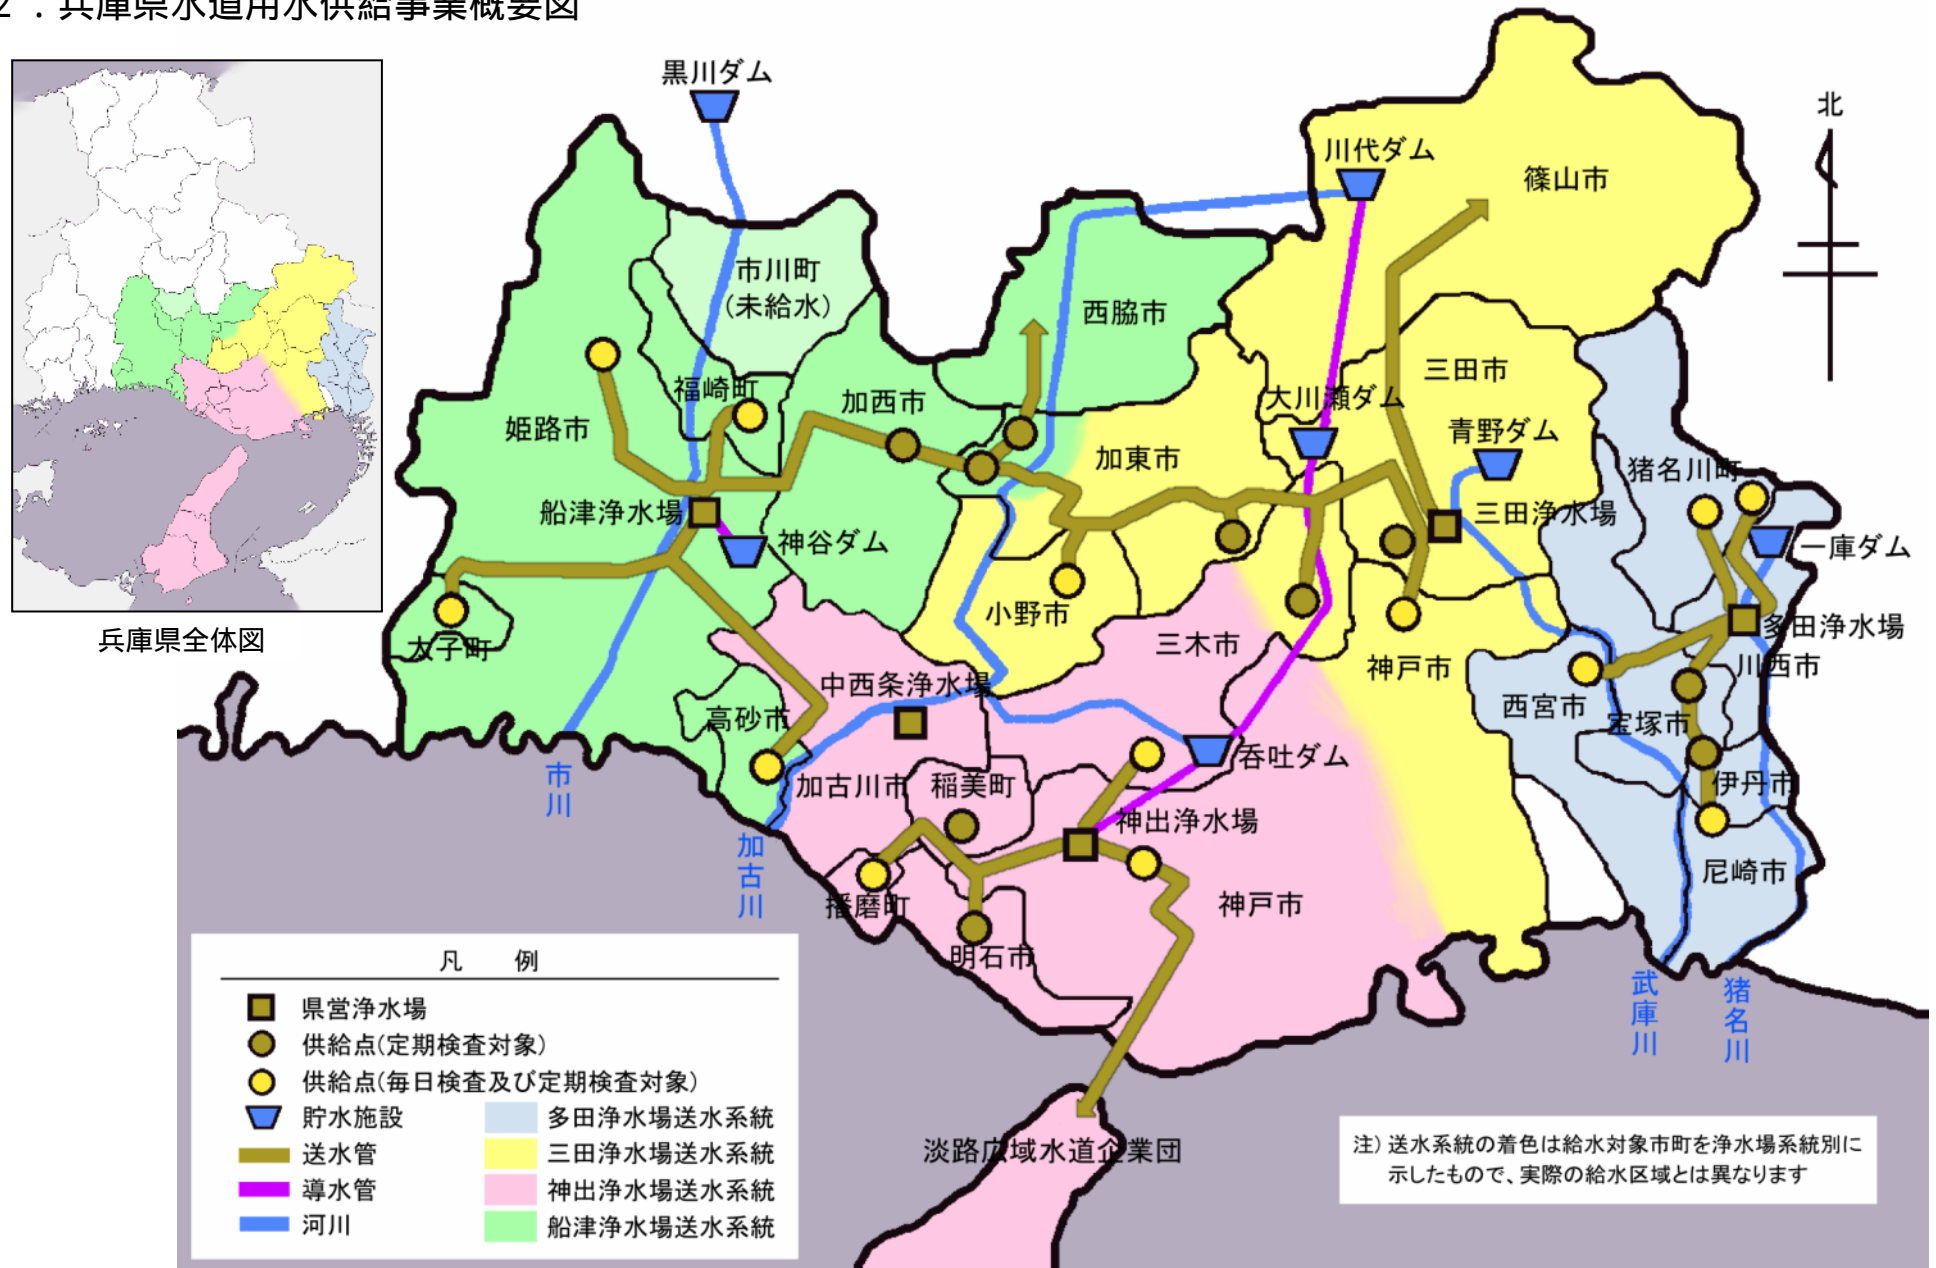 ２．兵庫県水道用水供給事業概要図
黒川ダム
北
川代ダム
篠山市
市川町
(未給水)
西脇市
三田市
福崎町
加西市
大川瀬ダム
姫路市
青野ダム
加東市
猪名川町
船津浄水場
三田浄水場
神谷ダム
一庫ダム
小野市
多田浄水場
兵庫県全体図
太子町
三木市
神戸市
川西市
中西条浄水場
高砂市
西宮市
宝塚市
呑吐ダム
市川
加古川市
稲美町
伊丹市
神出浄水場
加古川
尼崎市
播磨町
神戸市
明石市
武庫川
猪名川
凡　例
県営浄水場
供給点(定期検査対象)
供給点(毎日検査及び定期検査対象)
貯水施設
多田浄水場送水系統
送水管
三田浄水場送水系統
導水管
神出浄水場送水系統
河川
船津浄水場送水系統
淡路広域水道企業団
注) 送水系統の着色は給水対象市町を浄水場系統別に
示したもので、実際の給水区域とは異なります